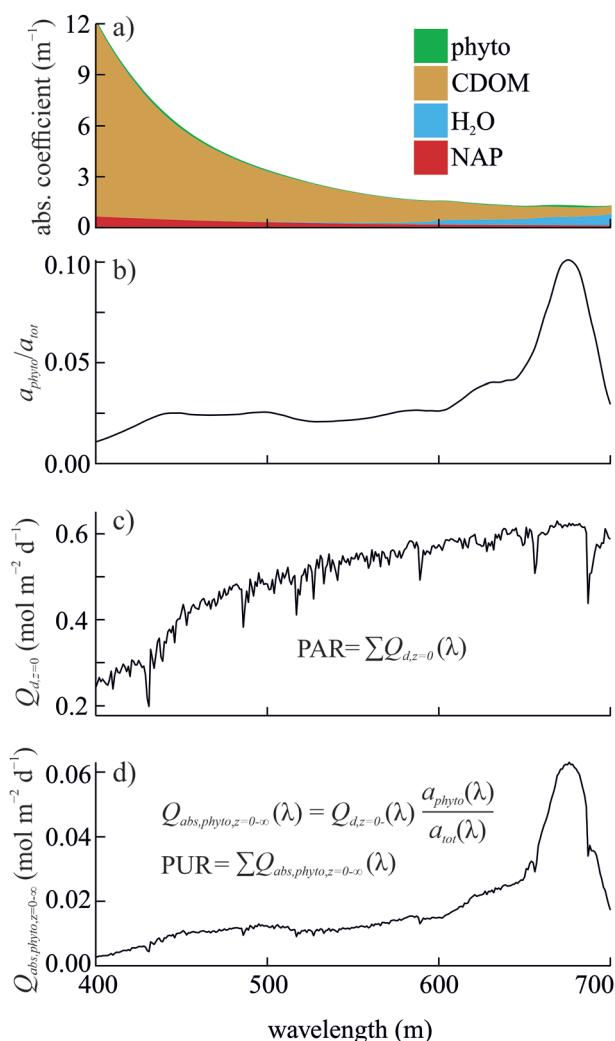 a)
abs. coefficient (m⁻¹)
12
9
6
3
0
phyto
CDOM
H₂O
NAP
b)
a_phyto/a_tot
0.10
0.05
0.00
c)
Q_d,z=0 (mol m⁻² d⁻¹)
0.6
0.4
0.2
PAR=∑Q_d,z=0(λ)
d)
Q_abs,phyto,z=0-∞ (mol m⁻² d⁻¹)
0.06
0.04
0.02
0.00
Q_abs,phyto,z=0-∞(λ) = Q_d,z=0-(λ) a_phyto(λ)/a_tot(λ)
PUR=∑Q_abs,phyto,z=0-∞(λ)
400 500 600 700
wavelength (m)